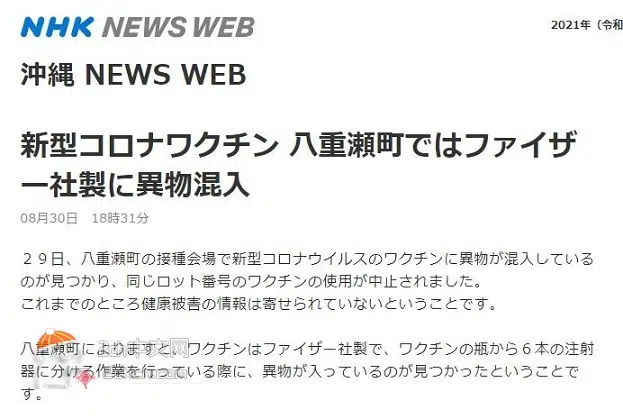 NHK NEWS WEB
2021年（令和
沖縄 NEWS WEB
新型コロナワクチン 八重瀬町ではファイザ
ー社製に異物混入
08月30日 18時31分
２９日、八重瀬町の接種会場で新型コロナウイルスのワクチンに異物が混入している
のが見つかり、同じロット番号のワクチンの使用が中止されました。
これまでのところ健康被害の情報は寄せられていないということです。
八重瀬町によりますと、ワクチンはファイザー社製で、ワクチンの瓶から６本の注射
器に分ける作業を行っている際に、異物が入っているのが見つかったということで
す。